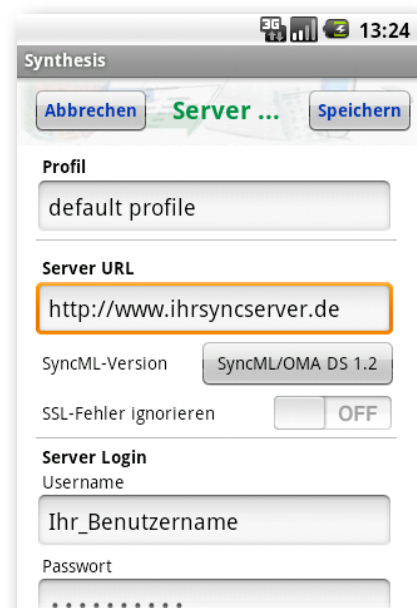 3G 13:24
Synthesis
Abbrechen Server ... Speichern
Profil
default profile
Server URL
http://www.ihrsyncserver.de
SyncML-Version SyncML/OMA DS 1.2
SSL-Fehler ignorieren OFF
Server Login
Username
Ihr_Benutzername
Passwort